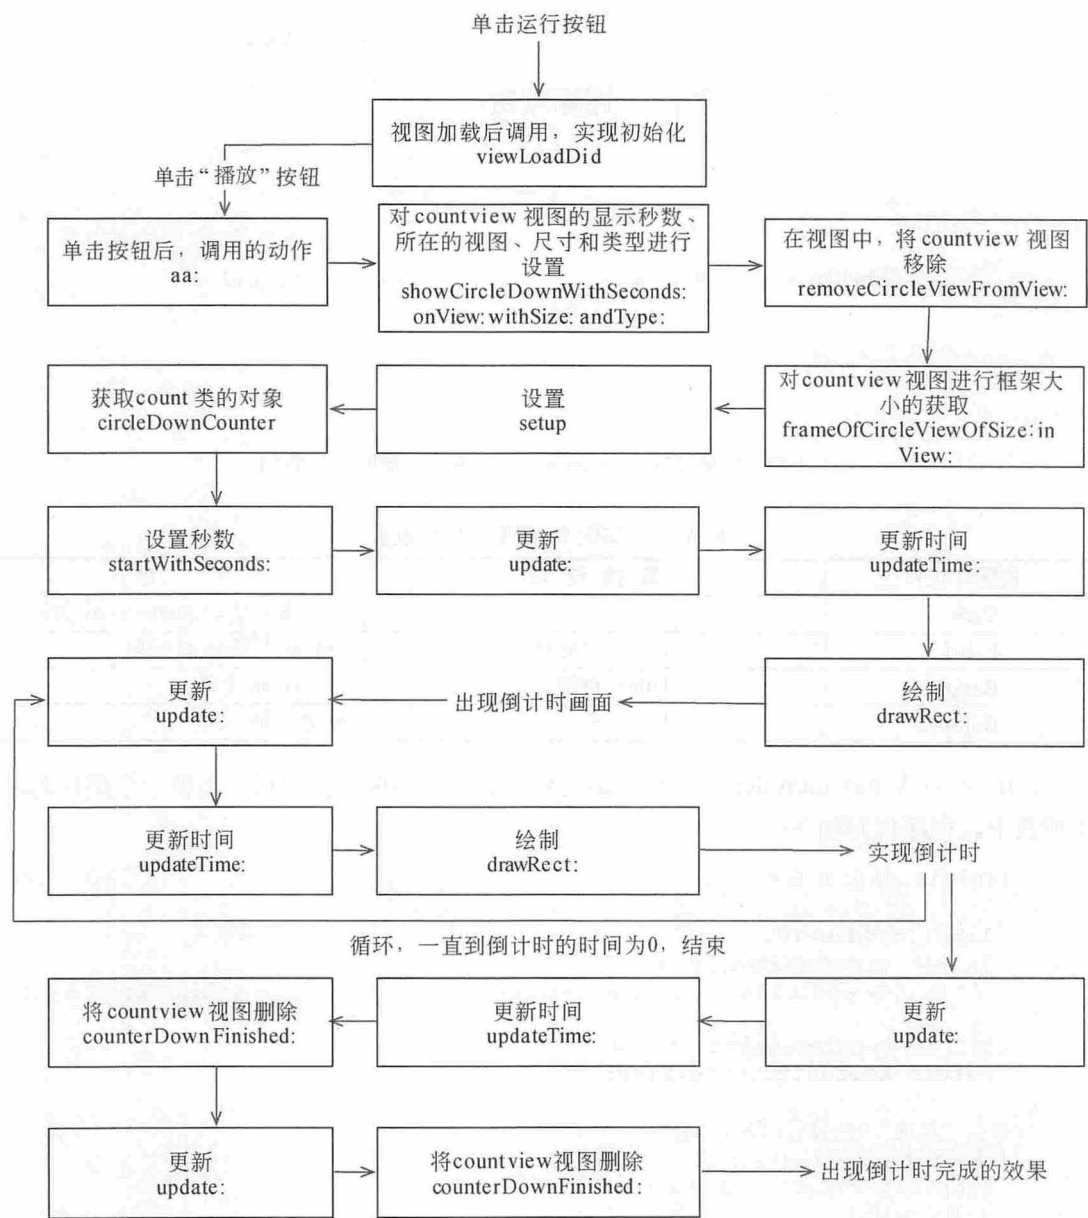 单击运行按钮
视图加载后调用，实现初始化
viewLoadDid
单击“播放”按钮
单击按钮后，调用的动作
aa:
对countview视图的显示秒数、
所在的视图、尺寸和类型进行
设置
showCircleDownWithSeconds:
onView:withSize:andType:
在视图中，将countview视图
移除
removeCircleViewFromView:
获取count类的对象
circleDownCounter
设置
setup
对countview视图进行框架大
小的获取
frameOfCircleViewOfSize:in
View:
设置秒数
startWithSeconds:
更新
update:
更新时间
updateTime:
更新
update:
出现倒计时画面
绘制
drawRect:
更新时间
updateTime:
绘制
drawRect:
实现倒计时
循环，一直到倒计时的时间为0，结束
将countview视图删除
counterDownFinished:
更新时间
updateTime:
更新
update:
更新
update:
将countview视图删除
counterDownFinished:
出现倒计时完成的效果